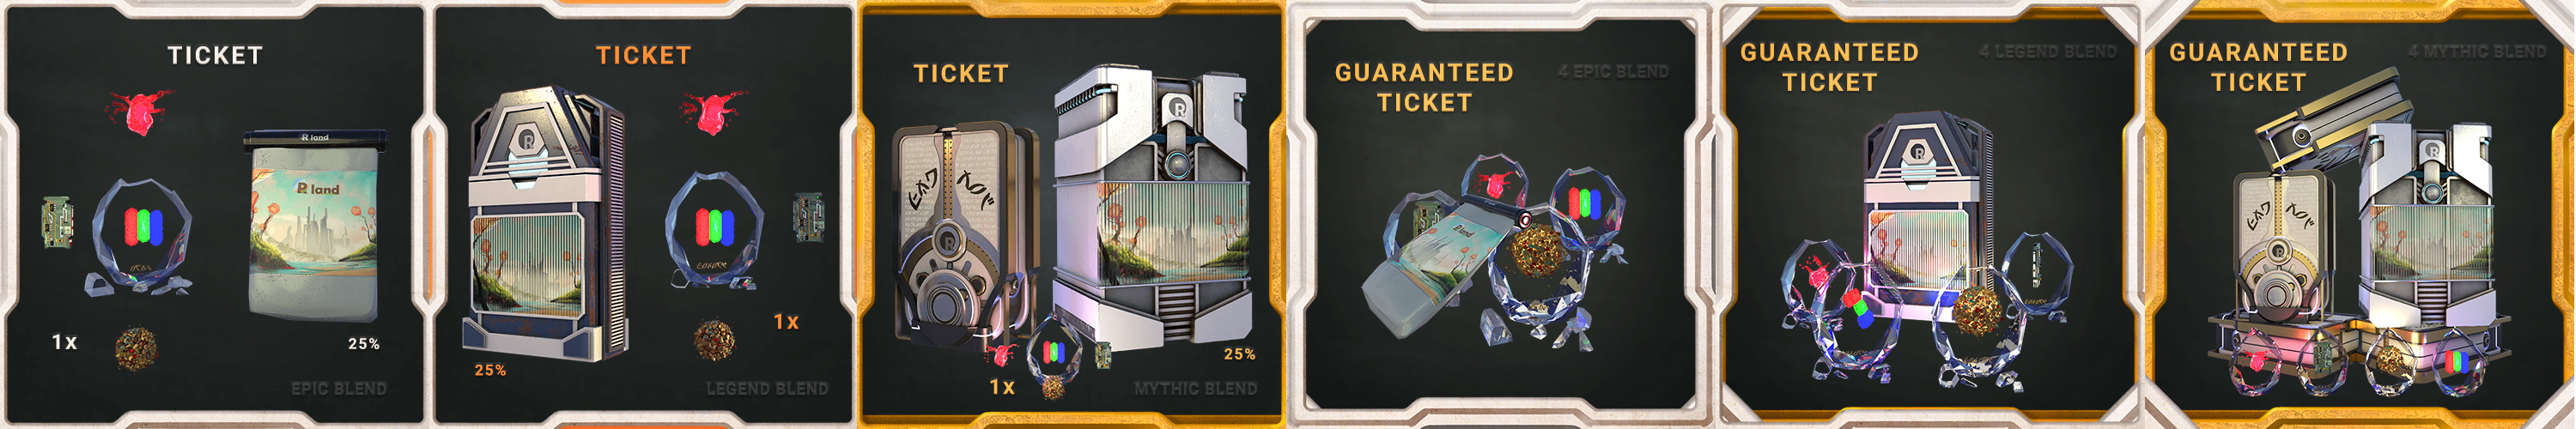 TICKET
R land
R land
1x
25%
EPIC BLEND
TICKET
R
1x
25%
LEGEND BLEND
TICKET
R
R
25%
1x
MYTHIC BLEND
GUARANTEED
TICKET
4 EPIC BLEND
R land
GUARANTEED
TICKET
4 LEGEND BLEND
R
GUARANTEED
TICKET
4 MYTHIC BLEND
R
R